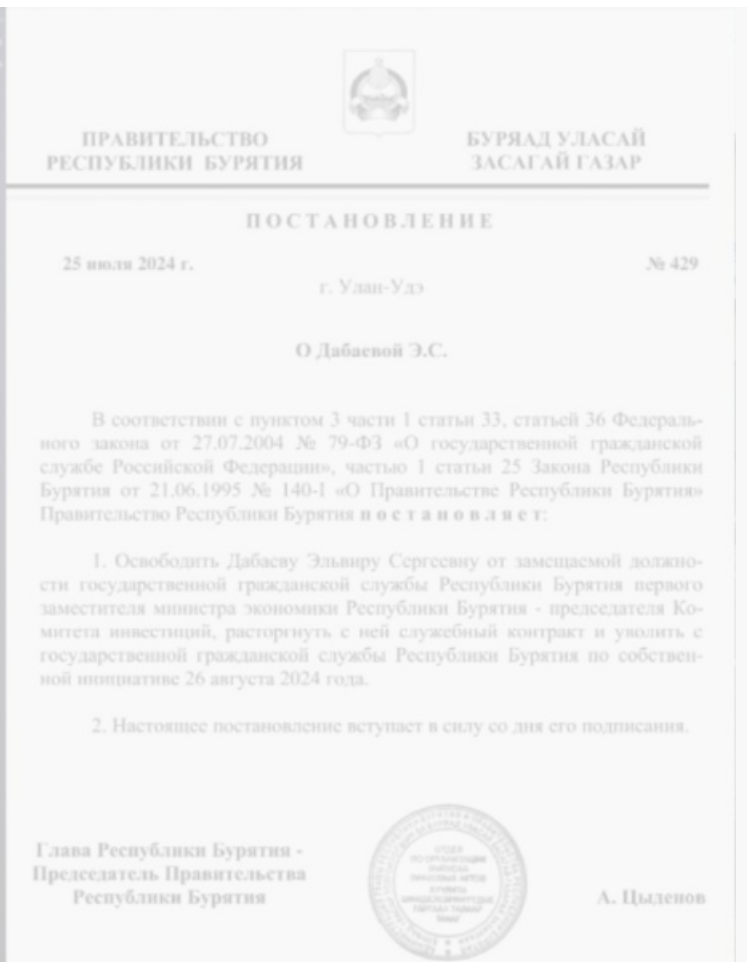 ПРАВИТЕЛЬСТВО
РЕСПУБЛИКИ БУРЯТИЯ
БУРЯАД УЛАСАЙ
ЗАСАГАЙ ГАЗАР
ПОСТАНОВЛЕНИЕ
25 июля 2024 г.
№ 429
г. Улан-Удэ
О Дабаевой Э.С.
В соответствии с пунктом 3 части 1 статьи 33, статьей 36 Федераль-
ного закона от 27.07.2004 № 79-ФЗ «О государственной гражданской
службе Российской Федерации», частью 1 статьи 25 Закона Республики
Бурятия от 21.06.1995 № 140-I «О Правительстве Республики Бурятия»
Правительство Республики Бурятия постановляет:
1. Освободить Дабаеву Эльвиру Сергеевну от замещаемой должно-
сти государственной гражданской службы Республики Бурятия первого
заместителя министра экономики Республики Бурятия - председателя Ко-
митета инвестиций, расторгнуть с ней служебный контракт и уволить с
государственной гражданской службы Республики Бурятия по собствен-
ной инициативе 26 августа 2024 года.
2. Настоящее постановление вступает в силу со дня его подписания.
Глава Республики Бурятия -
Председатель Правительства
Республики Бурятия
ОТДЕЛ
ПО ОРГАНИЗАЦИИ
ВЫПУСКА
ПРАВОВЫХ АКТОВ
А. Цыденов